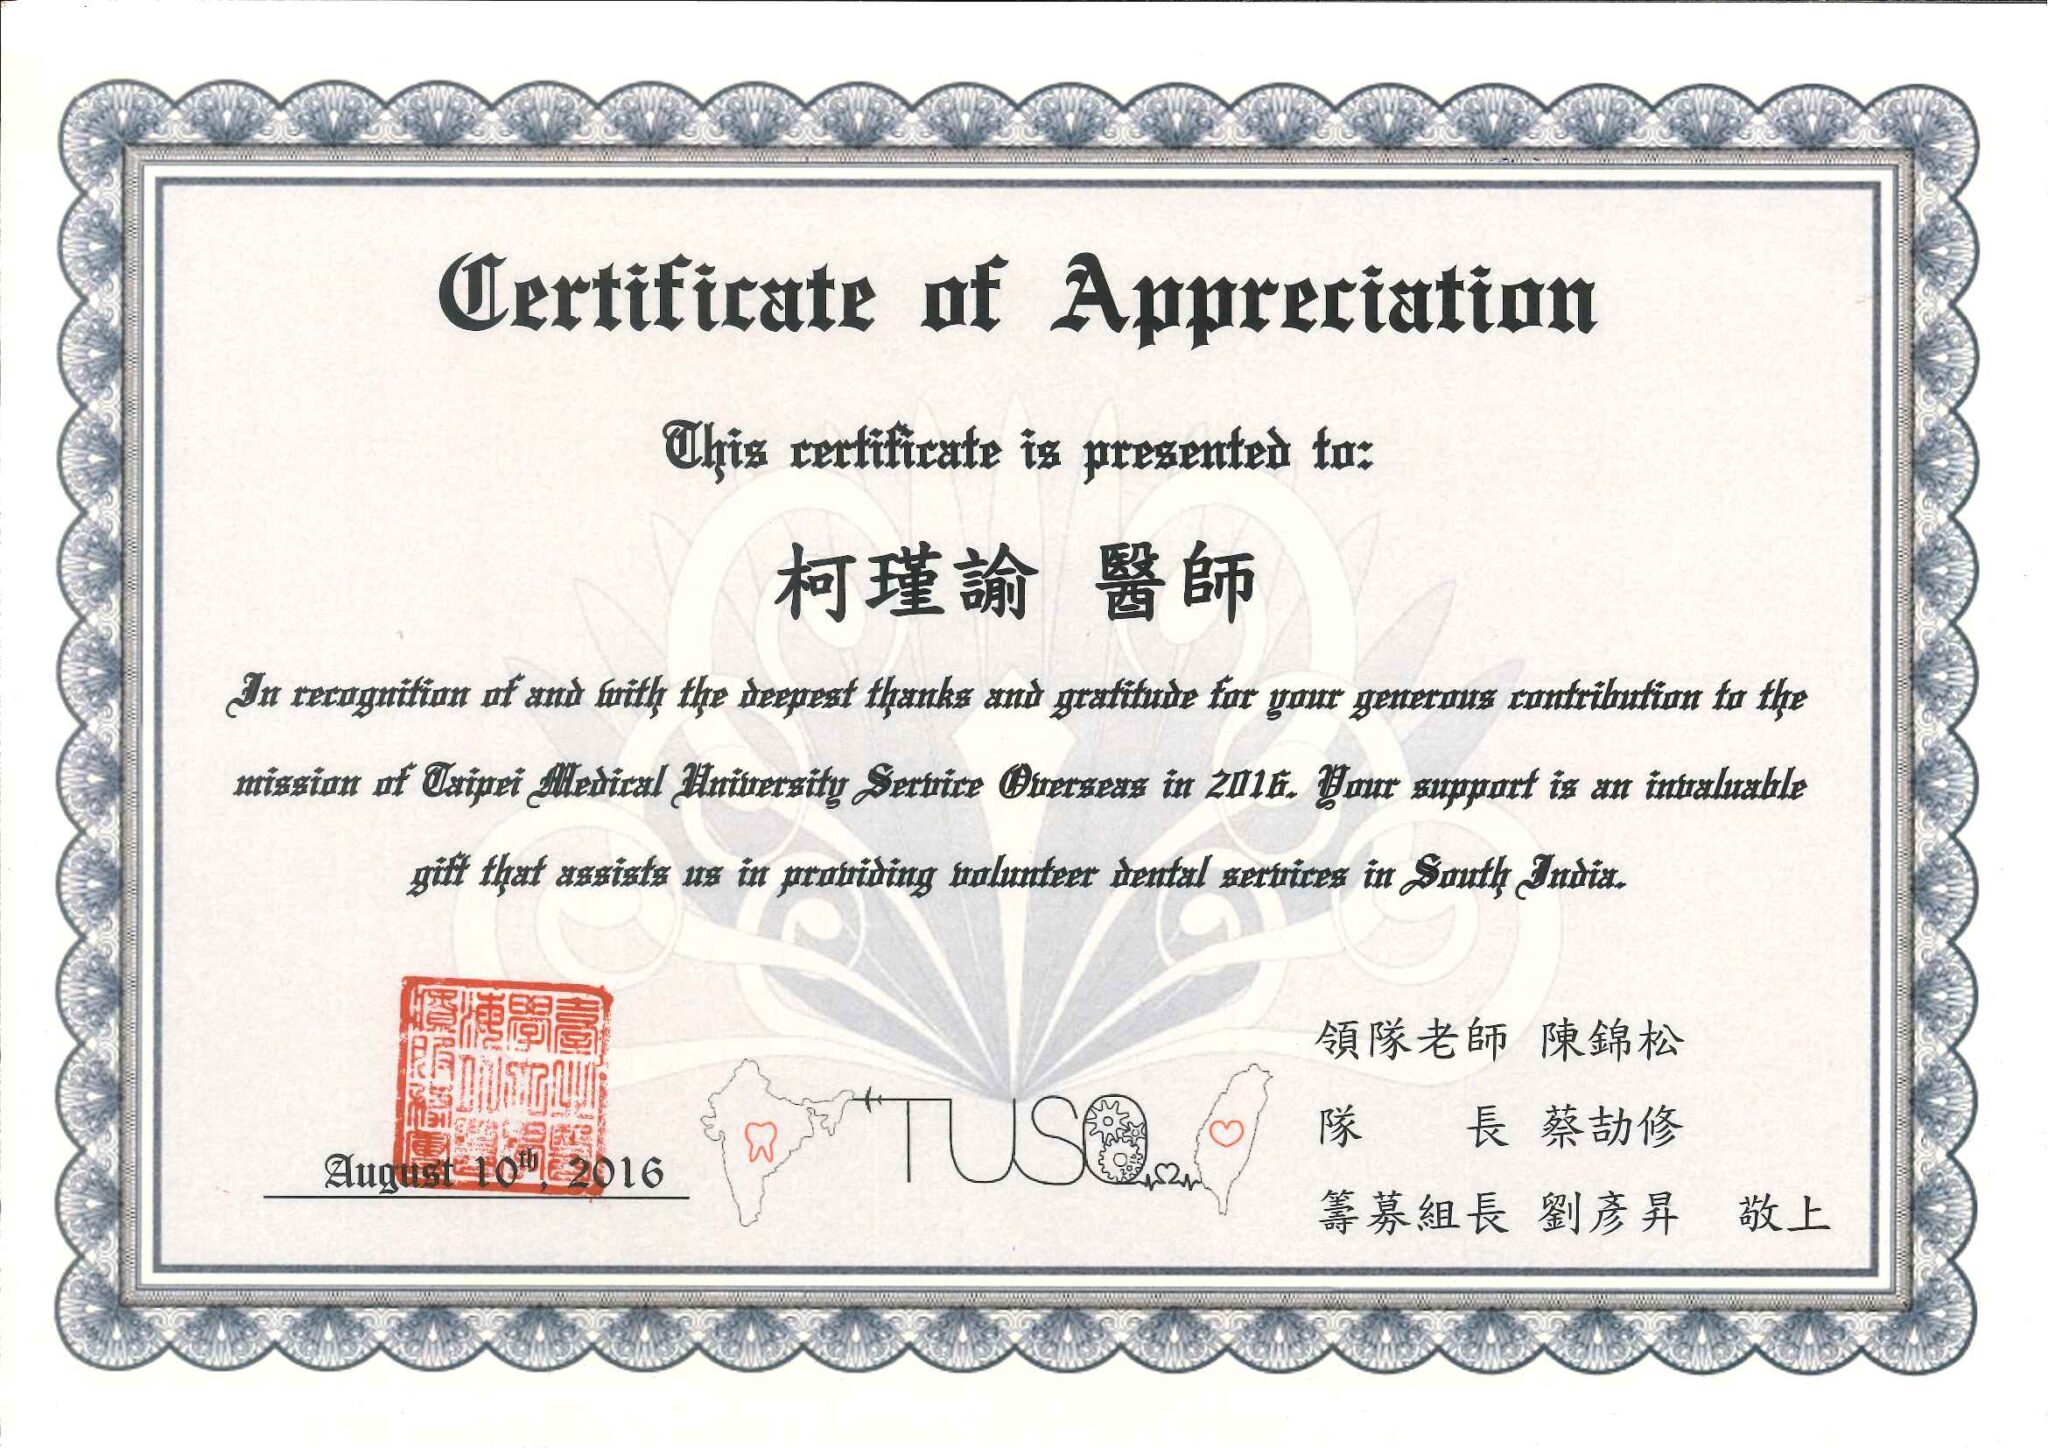 Certificate of Appreciation
This certificate is presented to:
柯瑾諭 醫師
In recognition of and with the deepest thanks and gratitude for your generous contribution to the
mission of Taipei Medical University Service Overseas in 2016. Your support is an invaluable
gift that assists us in providing volunteer dental services in South India.
August 10th, 2016
TUSO
領隊老師 陳錦松
隊 長 蔡劼修
籌募組長 劉彥昇 敬上